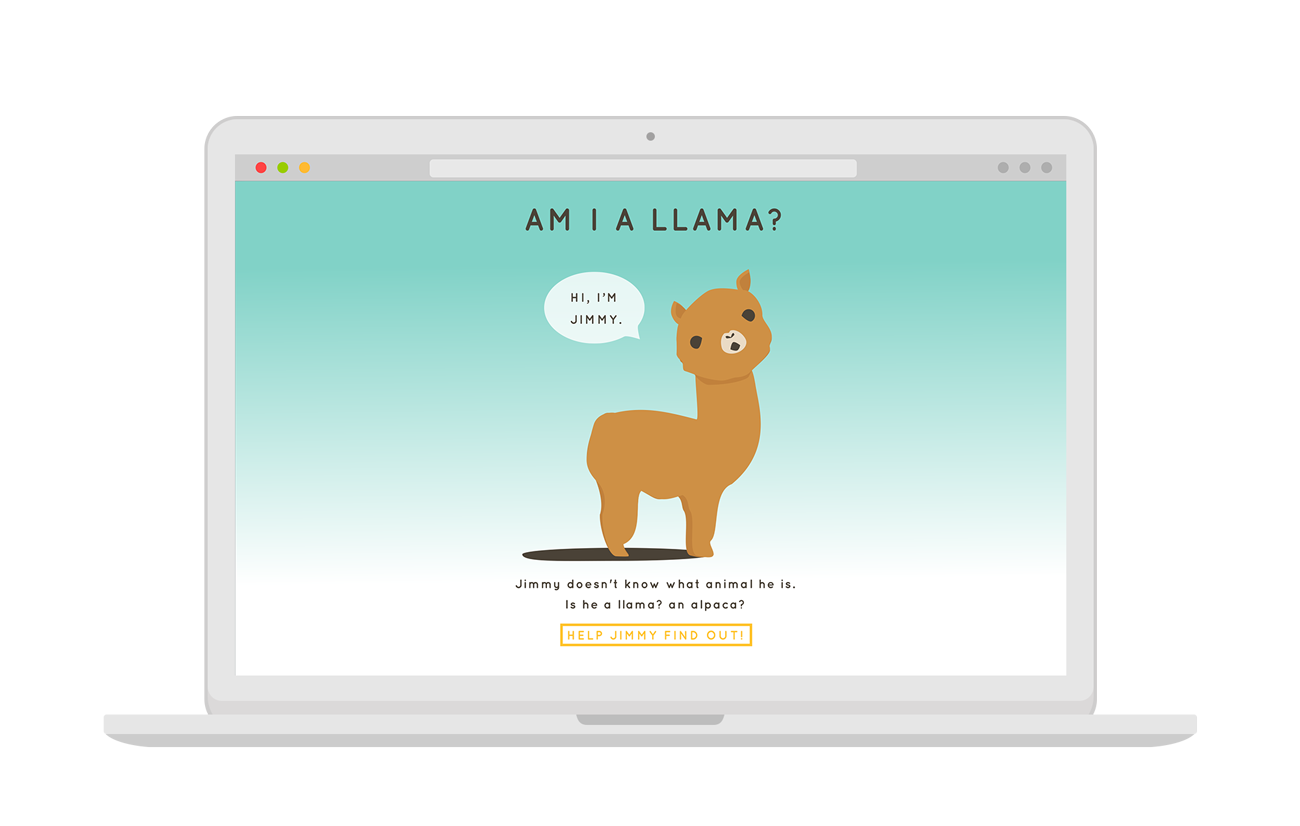 AM I A LLAMA?
HI, I'M
JIMMY.
Jimmy doesn't know what animal he is.
Is he a llama? an alpaca?
HELP JIMMY FIND OUT!